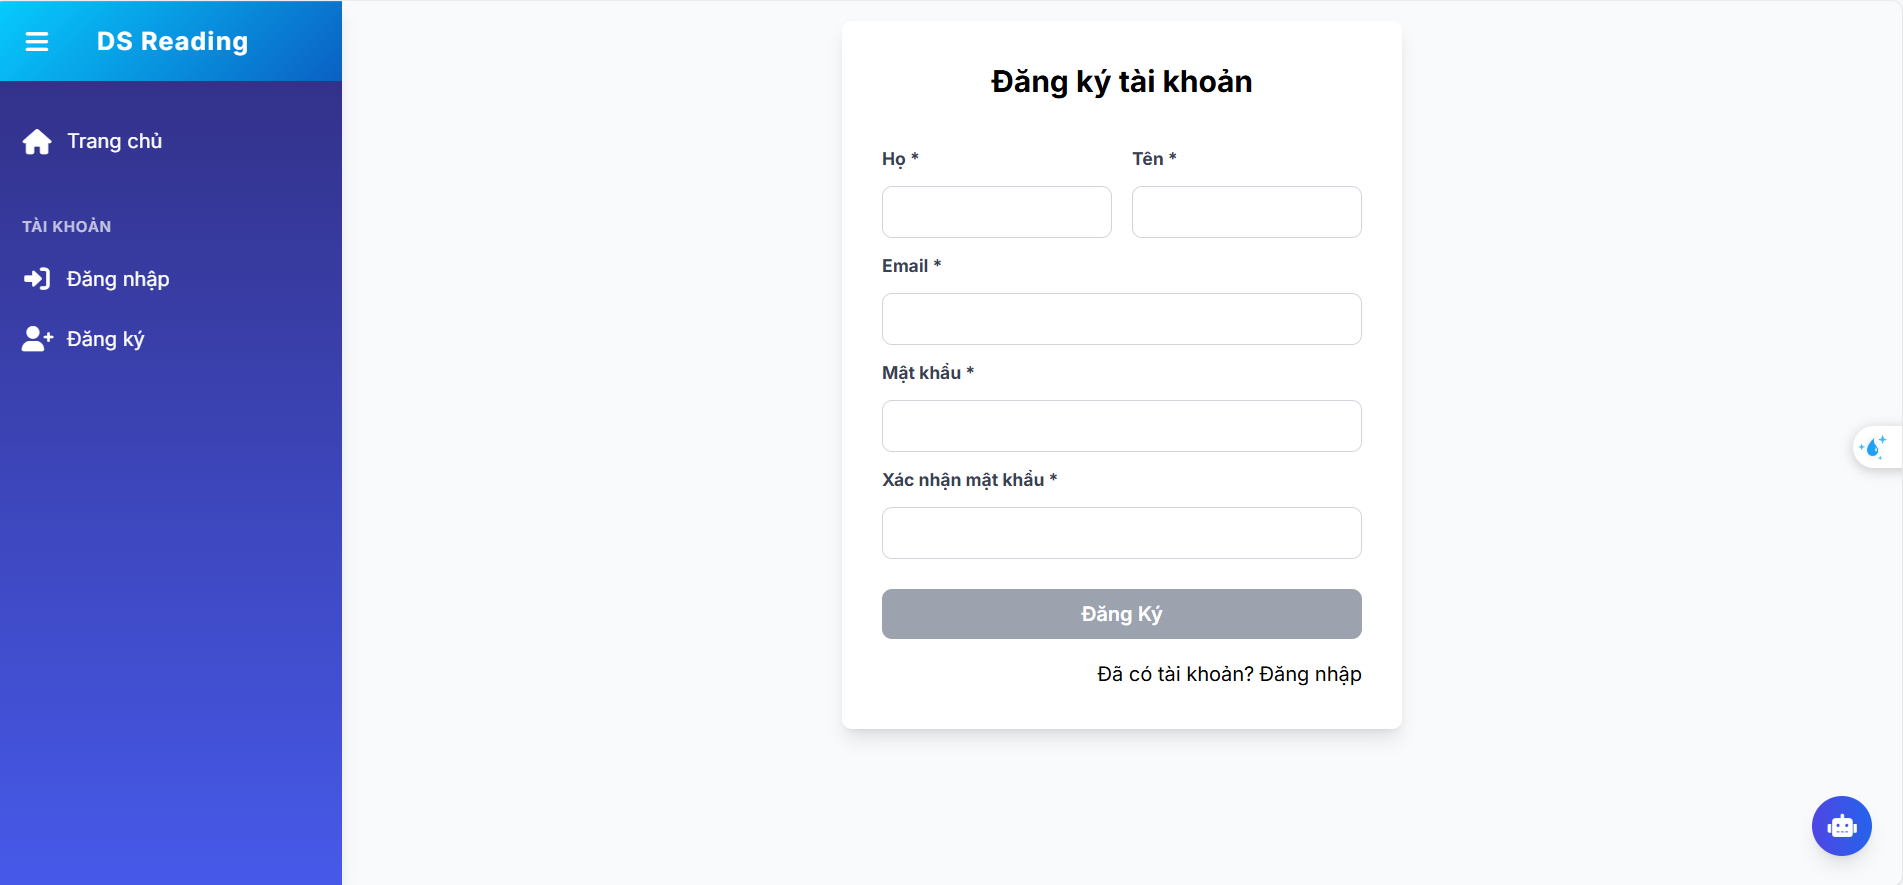 DS Reading
Trang chủ
TÀI KHOẢN
Đăng nhập
Đăng ký
Đăng ký tài khoản
Họ *
Tên *
Email *
Mật khẩu *
Xác nhận mật khẩu *
Đăng Ký
Đã có tài khoản? Đăng nhập